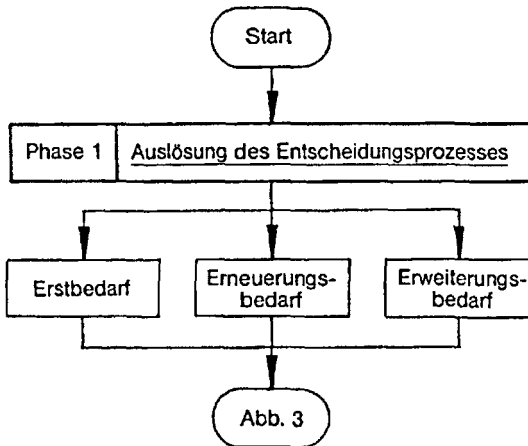 Start
Phase 1 Auslösung des Entscheidungsprozesses
Erstbedarf
Erneuerungs-
bedarf
Erweiterungs-
bedarf
Abb. 3